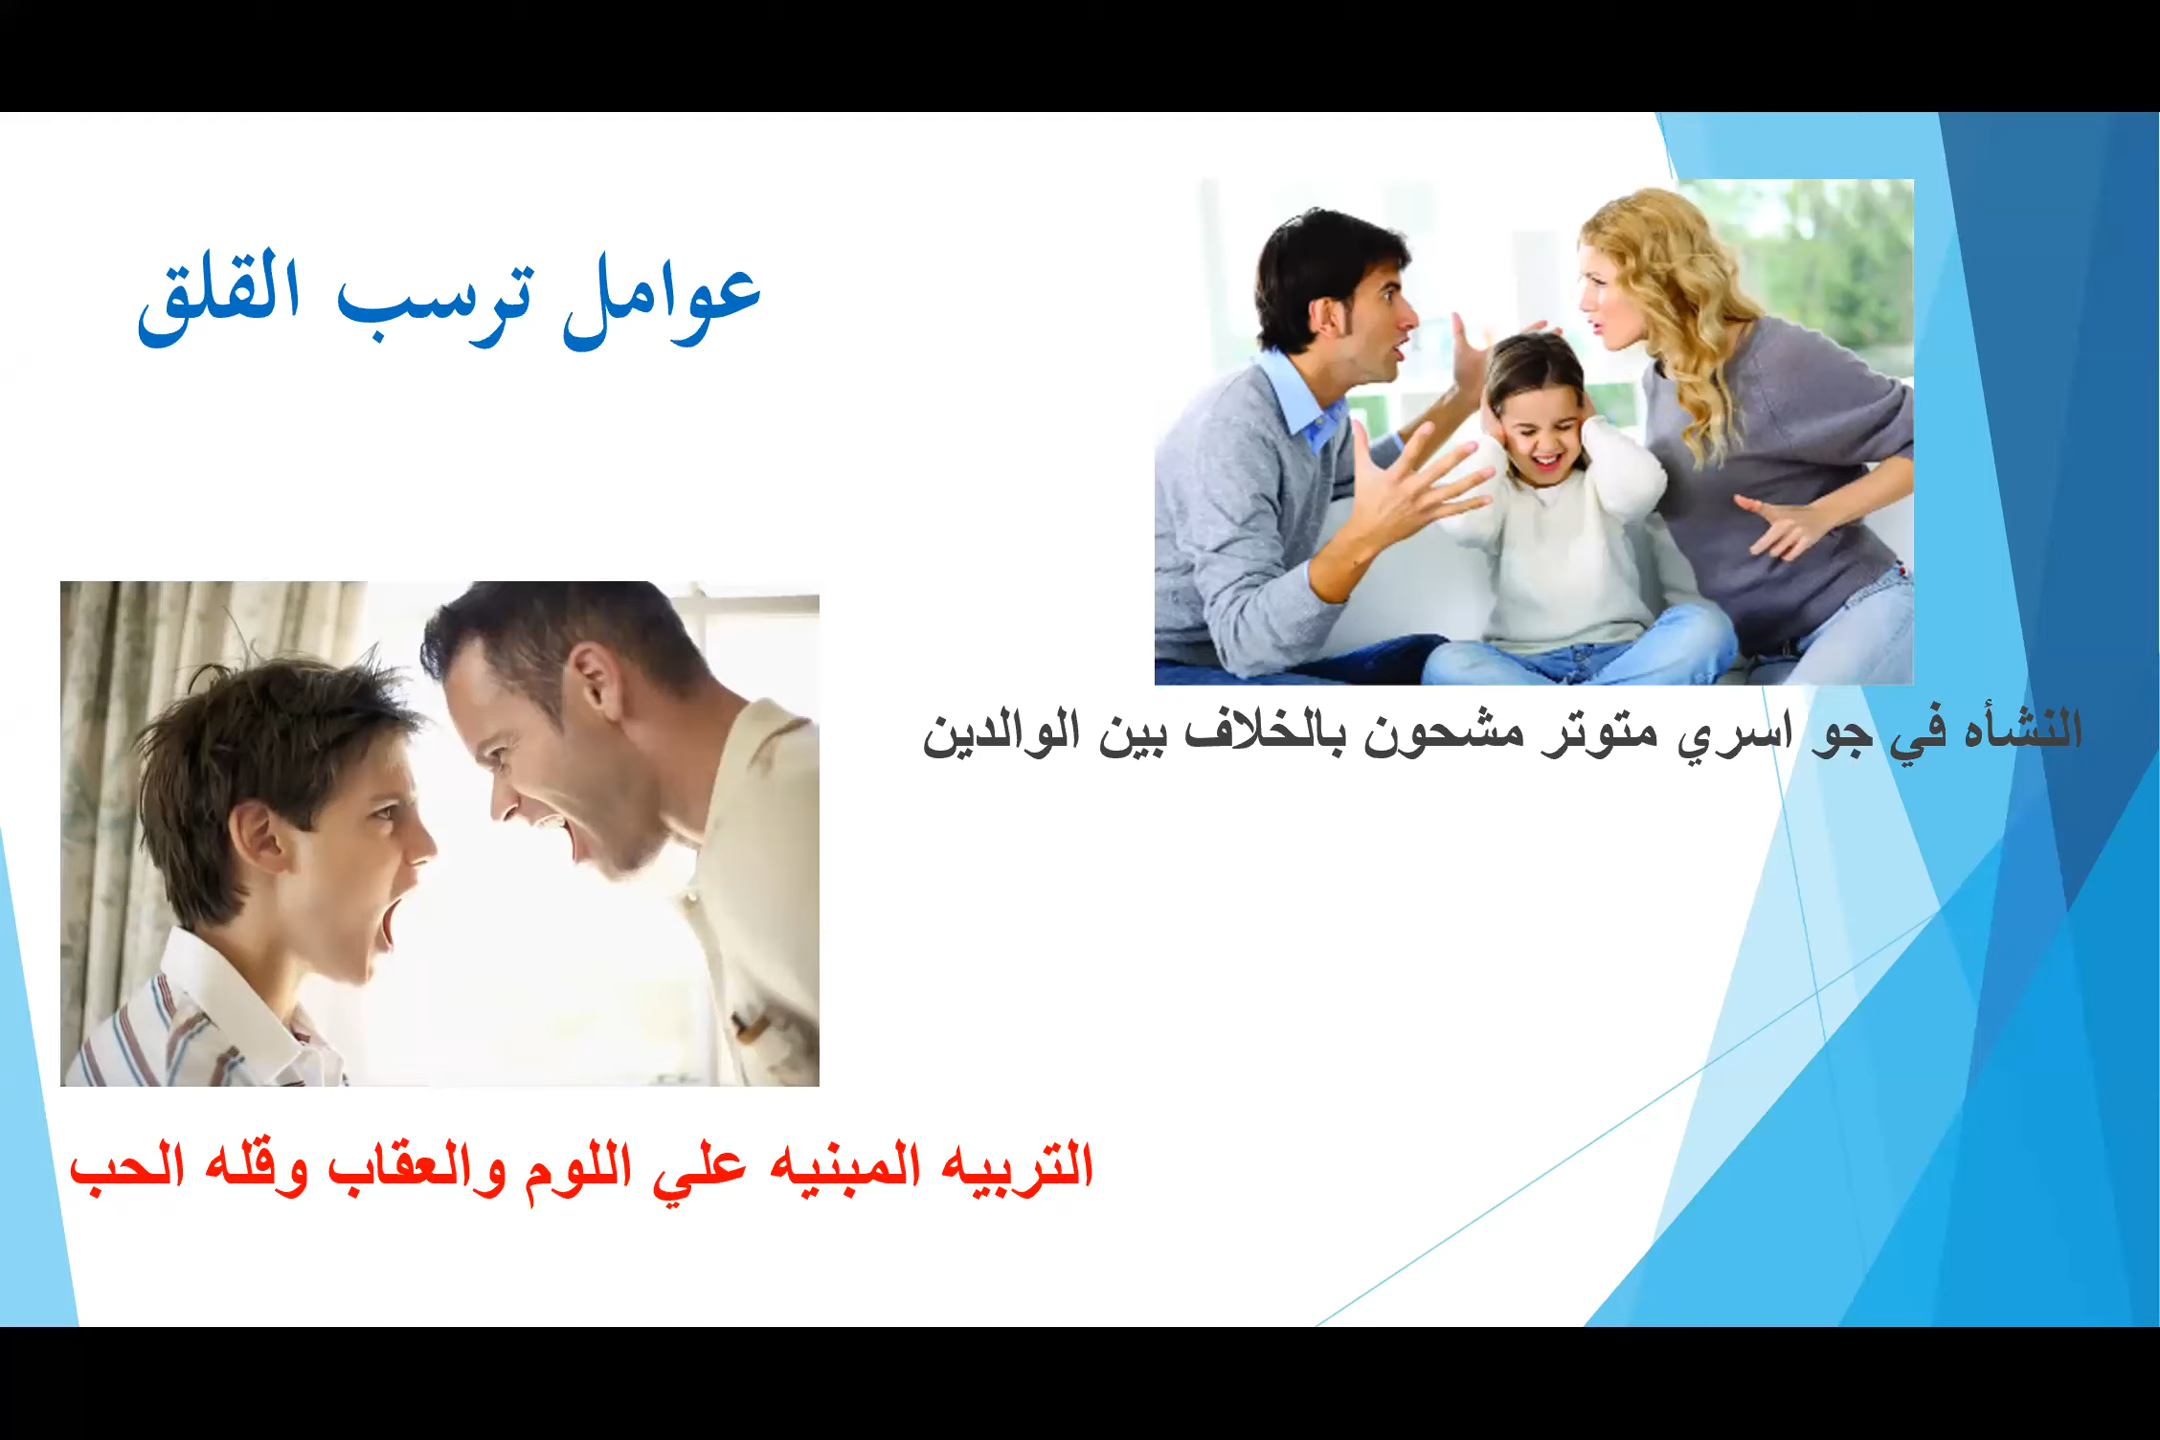 عوامل ترسب القلق
النشأه في جو اسري متوتر مشحون بالخلاف بين الوالدين
التربيه المبنيه علي اللوم والعقاب وقله الحب